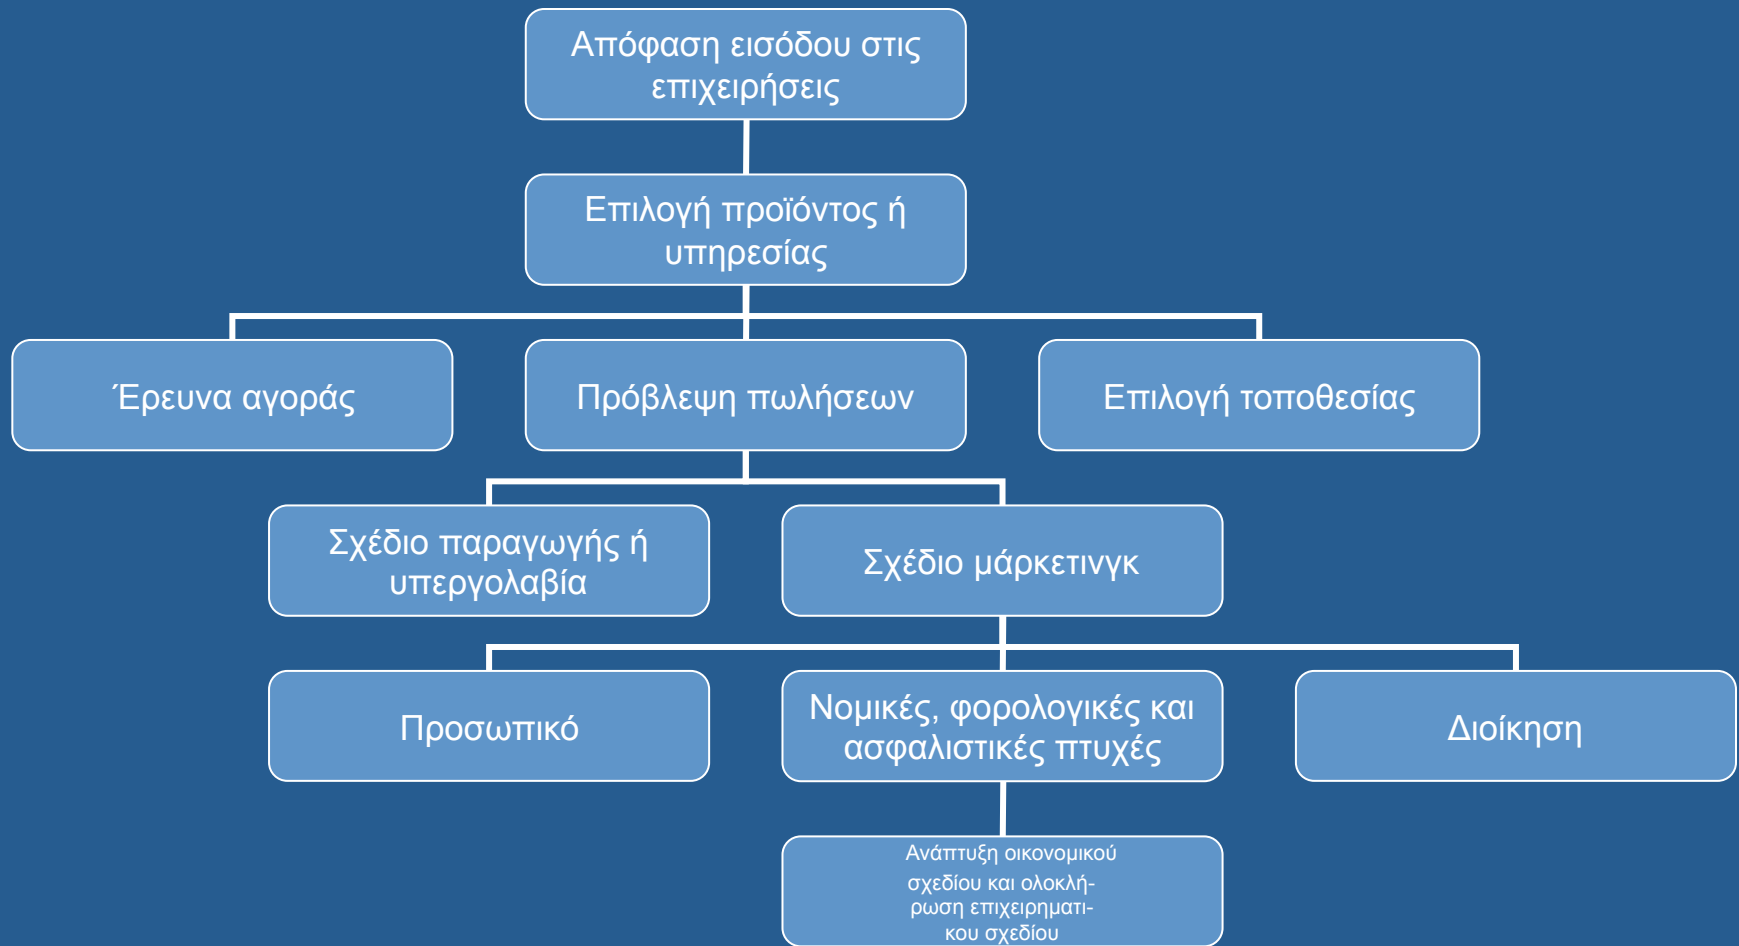 Απόφαση εισόδου στις
επιχειρήσεις
Επιλογή προϊόντος ή
υπηρεσίας
Έρευνα αγοράς
Πρόβλεψη πωλήσεων
Επιλογή τοποθεσίας
Σχέδιο παραγωγής ή
υπεργολαβία
Σχέδιο μάρκετινγκ
Προσωπικό
Νομικές, φορολογικές και
ασφαλιστικές πτυχές
Διοίκηση
Ανάπτυξη οικονομικού
σχεδίου και ολοκλή-
ρωση επιχειρηματι-
κου σχεδίου